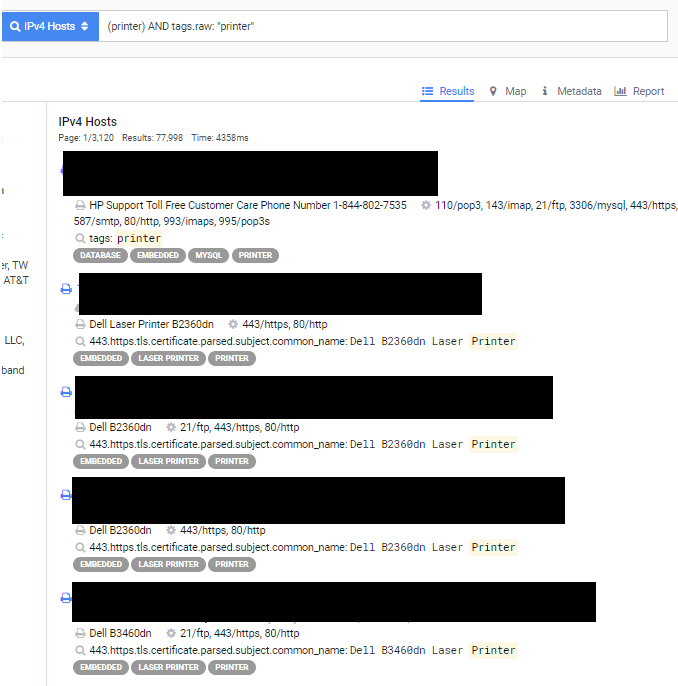 IPv4 Hosts (printer) AND tags.raw: "printer"
Results Map Metadata Report
IPv4 Hosts
Page: 1/3,120 Results: 77,998 Time: 4358ms
HP Support Toll Free Customer Care Phone Number 1-844-802-7535 110/pop3, 143/imap, 21/ftp, 3306/mysql, 443/https,
587/smtp, 80/http, 993/imaps, 995/pop3s
tags: printer
DATABASE EMBEDDED MYSQL PRINTER
er, TW
AT&T
Dell Laser Printer B2360dn 443/https, 80/http
LLC,
443.https.tls.certificate.parsed.subject.common_name: Dell B2360dn Laser Printer
EMBEDDED LASER PRINTER PRINTER
band
Dell B2360dn 21/ftp, 443/https, 80/http
443.https.tls.certificate.parsed.subject.common_name: Dell B2360dn Laser Printer
EMBEDDED LASER PRINTER PRINTER
Dell B2360dn 443/https, 80/http
443.https.tls.certificate.parsed.subject.common_name: Dell B2360dn Laser Printer
EMBEDDED LASER PRINTER PRINTER
Dell B3460dn 21/ftp, 443/https, 80/http
443.https.tls.certificate.parsed.subject.common_name: Dell B3460dn Laser Printer
EMBEDDED LASER PRINTER PRINTER